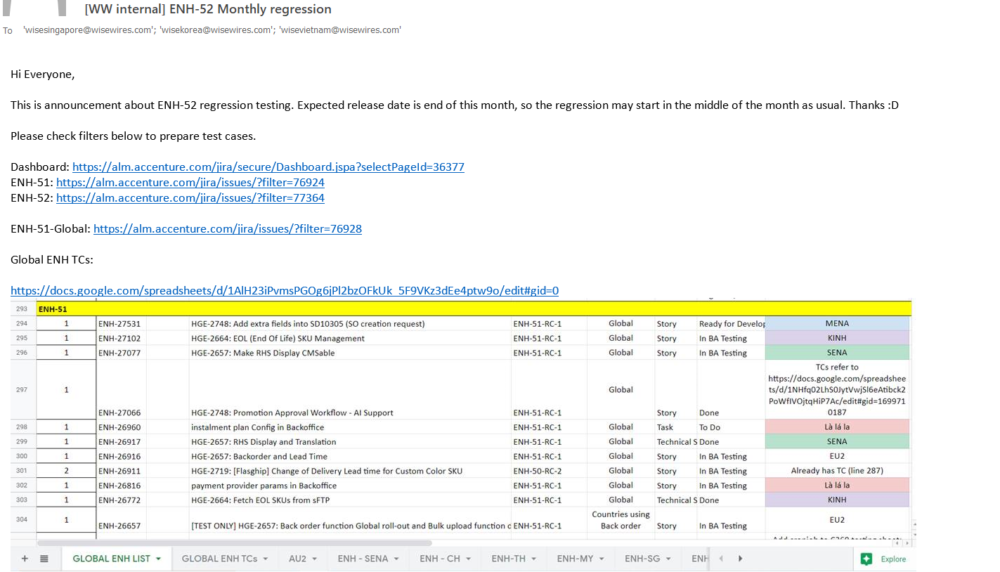 [WW internal] ENH-52 Monthly regression
To 'wisesingapore@wisewires.com'; 'wisekorea@wisewires.com'; 'wisevietnam@wisewires.com'
Hi Everyone,
This is announcement about ENH-52 regression testing. Expected release date is end of this month, so the regression may start in the middle of the month as usual. Thanks :D
Please check filters below to prepare test cases.
Dashboard: https://alm.accenture.com/jira/secure/Dashboard.jspa?selectPageId=36377
ENH-51: https://alm.accenture.com/jira/issues/?filter=76924
ENH-52: https://alm.accenture.com/jira/issues/?filter=77364
ENH-51-Global: https://alm.accenture.com/jira/issues/?filter=76928
Global ENH TCs:
https://docs.google.com/spreadsheets/d/1AlH23iPvmsPGOg6jPl2bzOFkUk_5F9VKz3dEe4ptw9o/edit#gid=0
293 ENH-51
294 1 ENH-27531 HGE-2748: Add extra fields into SD10305 (SO creation request) ENH-51-RC-1 Global Story Ready for Develop MENA
295 1 ENH-27102 HGE-2664: EOL (End Of Life) SKU Management ENH-51-RC-1 Global Story In BA Testing KINH
296 1 ENH-27077 HGE-2657: Make RHS Display CMSable ENH-51-RC-1 Global Story In BA Testing SENA
TCs refer to
https://docs.google.com/spreadshee
297 1 Global ts/d/1NHfq02LhS0JytVwjSl6eAtibck2
PoWfIVOjtqHiP7Ac/edit#gid=169971
ENH-27066 HGE-2748: Promotion Approval Workflow - AI Support ENH-51-RC-1 Story Done 0187
298 1 ENH-26960 instalment plan Config in Backoffice ENH-51-RC-1 Global Task To Do Là lá la
299 1 ENH-26917 HGE-2657: RHS Display and Translation ENH-51-RC-1 Global Technical S Done SENA
300 1 ENH-26916 HGE-2657: Backorder and Lead Time ENH-51-RC-1 Global Story In BA Testing EU2
301 2 ENH-26911 HGE-2719: [Flasghip] Change of Delivery Lead time for Custom Color SKU ENH-50-RC-2 Global Story In BA Testing Already has TC (line 287)
302 1 ENH-26816 payment provider params in Backoffice ENH-51-RC-1 Global Story In BA Testing Là lá la
303 1 ENH-26772 HGE-2664: Fetch EOL SKUs from sFTP ENH-51-RC-1 Global Technical S Done KINH
304 1 Countries using EU2
ENH-26657 [TEST ONLY] HGE-2657: Back order function Global roll-out and Bulk upload function ENH-51-RC-1 Back order Story In BA Testing
GLOBAL ENH LIST GLOBAL ENH TCs AU2 ENH - SENA ENH - CH ENH-TH ENH-MY ENH-SG ENH Explore